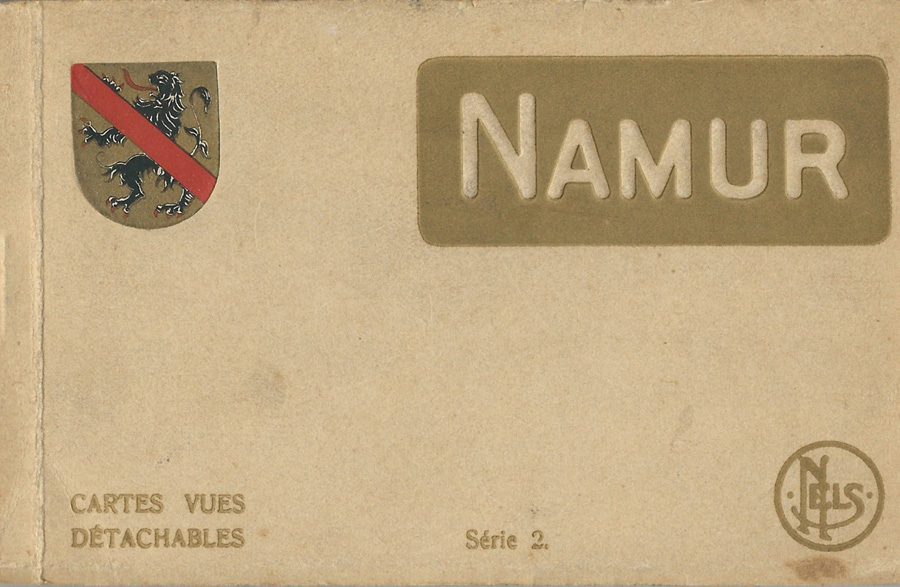 NAMUR
CARTES VUES
DÉTACHABLES
Série 2.
NELS